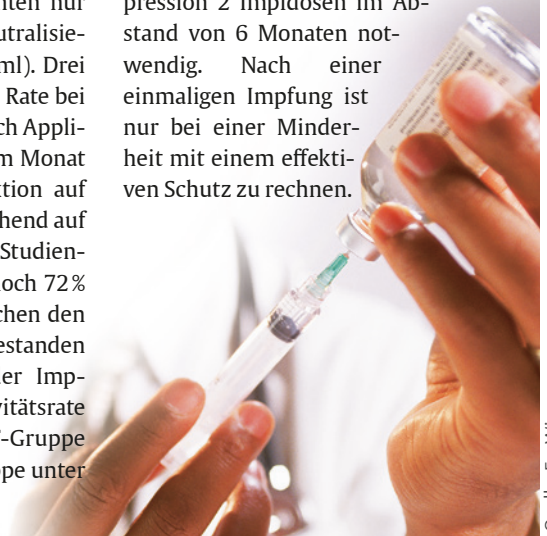 nten nur
utralisie-
ml). Drei
Rate bei
ch Appli-
m Monat
tion auf
hend auf
Studien-
och 72 %
chen den
estanden
er Imp-
vitätsrate
-Gruppe
pe unter
pression 2 Impfdosen im Ab-
stand von 6 Monaten not-
wendig. Nach einer
einmaligen Impfung ist
nur bei einer Minder-
heit mit einem effekti-
ven Schutz zu rechnen.